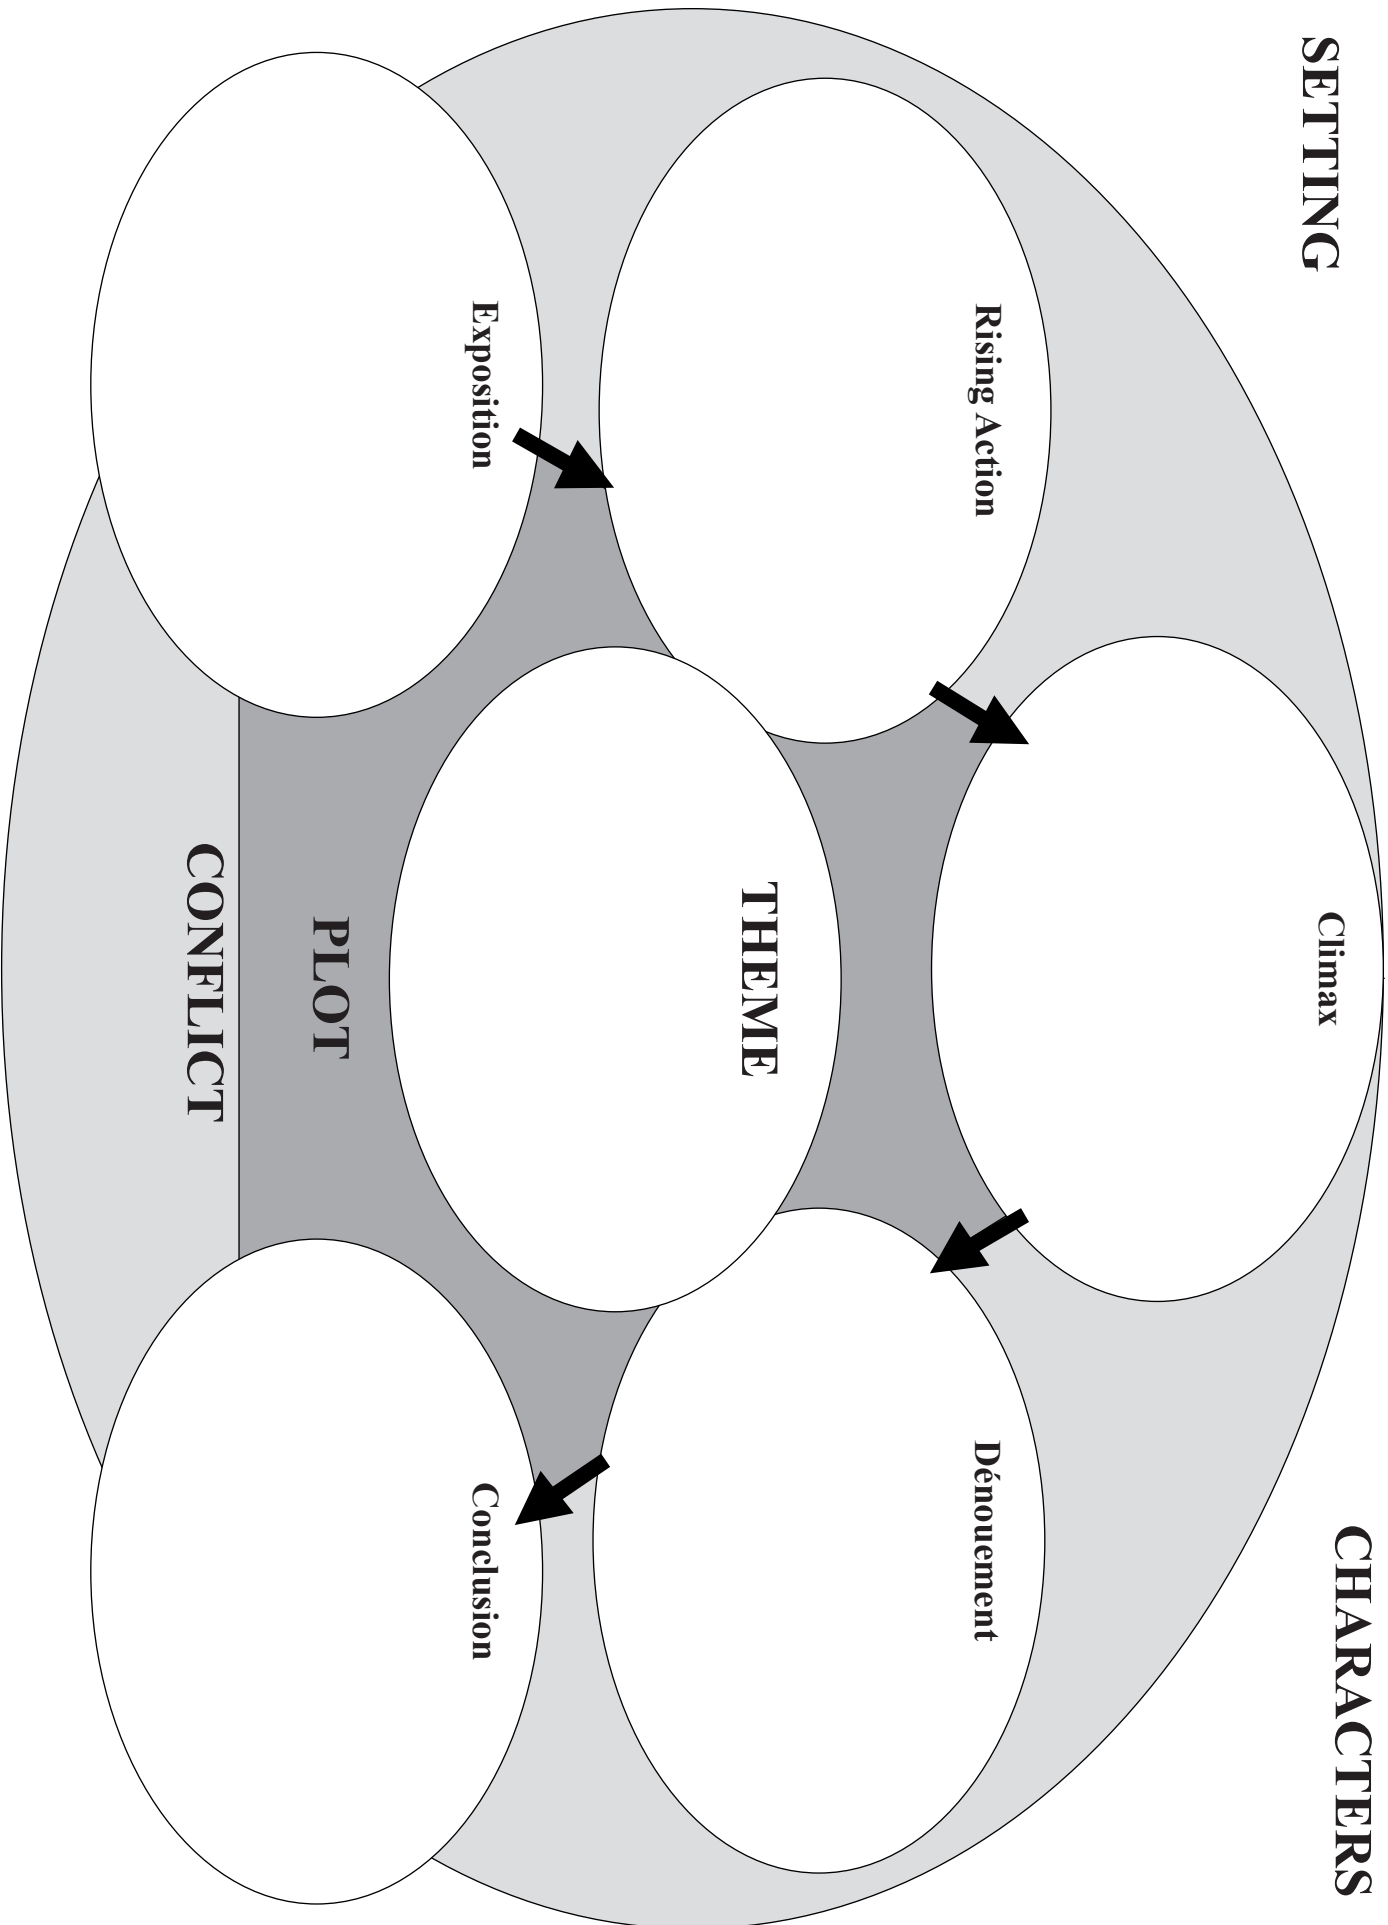 SETTING
CHARACTERS
Climax
Rising Action
Dénouement
THEME
Exposition
Conclusion
PLOT
CONFLICT